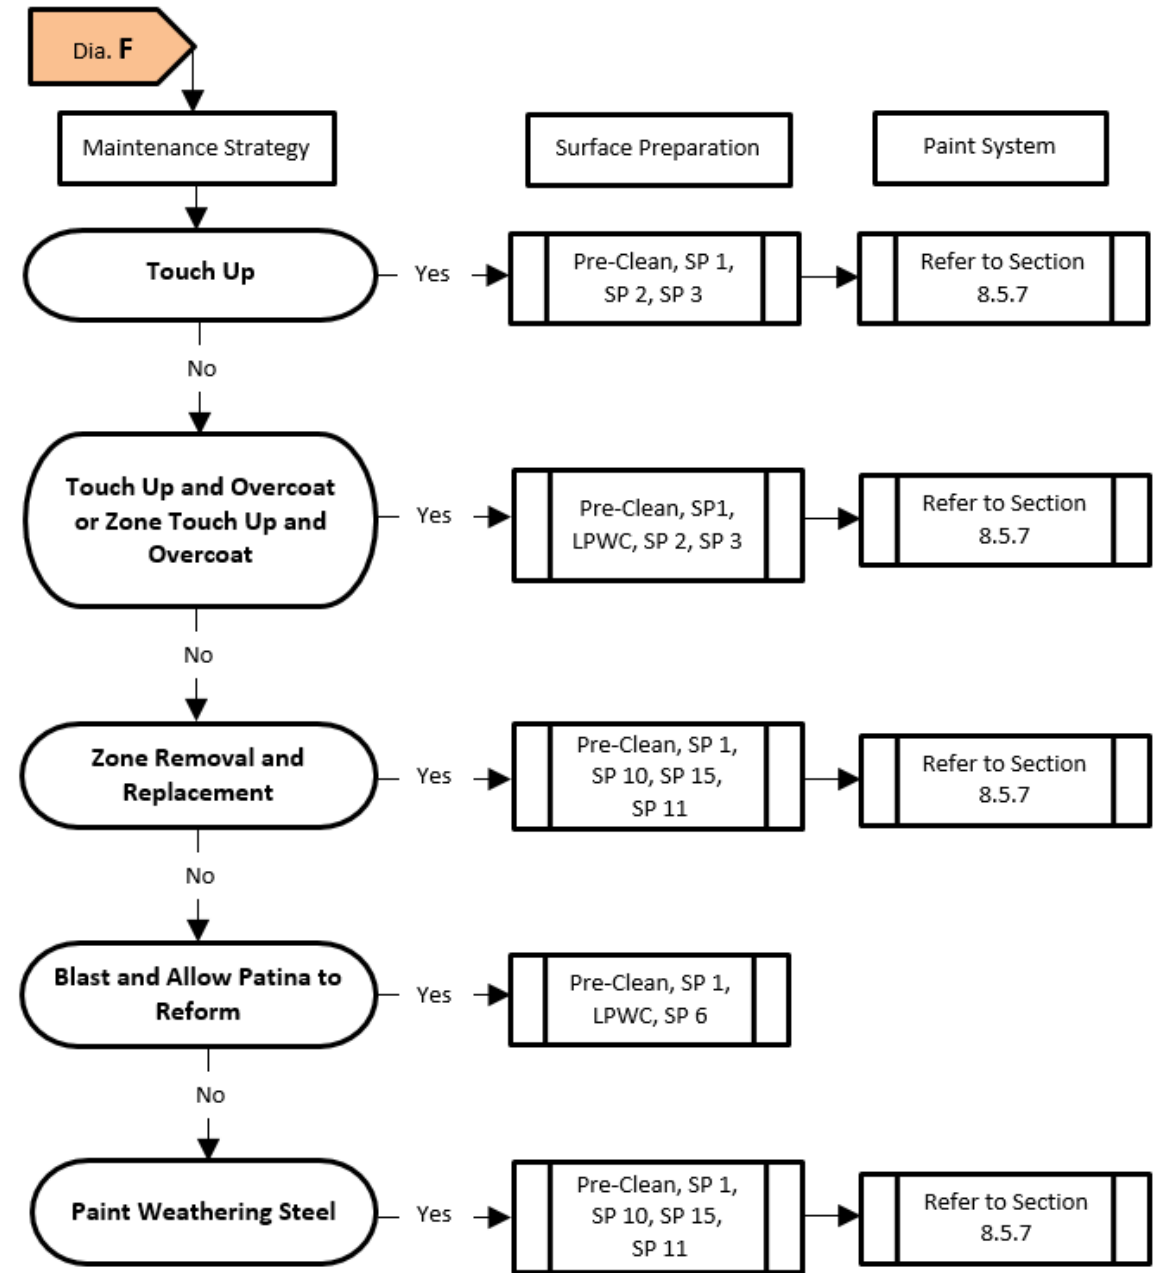 Dia. F
Maintenance Strategy
Surface Preparation
Paint System
Touch Up
Yes
Pre-Clean, SP 1,
SP 2, SP 3
Refer to Section
8.5.7
No
Touch Up and Overcoat
or Zone Touch Up and
Overcoat
Yes
Pre-Clean, SP1,
LPWC, SP 2, SP 3
Refer to Section
8.5.7
No
Zone Removal and
Replacement
Yes
Pre-Clean, SP 1,
SP 10, SP 15,
SP 11
Refer to Section
8.5.7
No
Blast and Allow Patina to
Reform
Yes
Pre-Clean, SP 1,
LPWC, SP 6
No
Paint Weathering Steel
Yes
Pre-Clean, SP 1,
SP 10, SP 15,
SP 11
Refer to Section
8.5.7